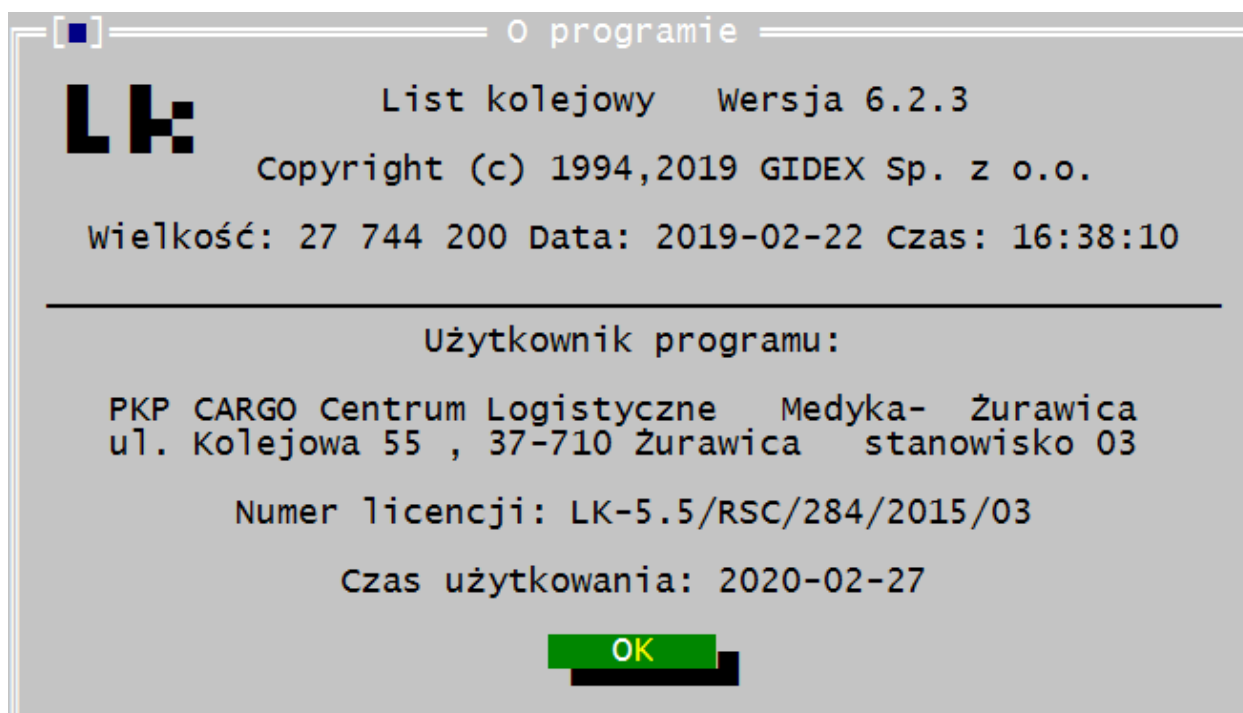 [■] O programie
Lk List kolejowy Wersja 6.2.3
Copyright (c) 1994,2019 GIDEX Sp. z o.o.
Wielkość: 27 744 200 Data: 2019-02-22 Czas: 16:38:10
Użytkownik programu:
PKP CARGO Centrum Logistyczne Medyka- Żurawica
ul. Kolejowa 55 , 37-710 Żurawica stanowisko 03
Numer licencji: LK-5.5/RSC/284/2015/03
Czas użytkowania: 2020-02-27
OK